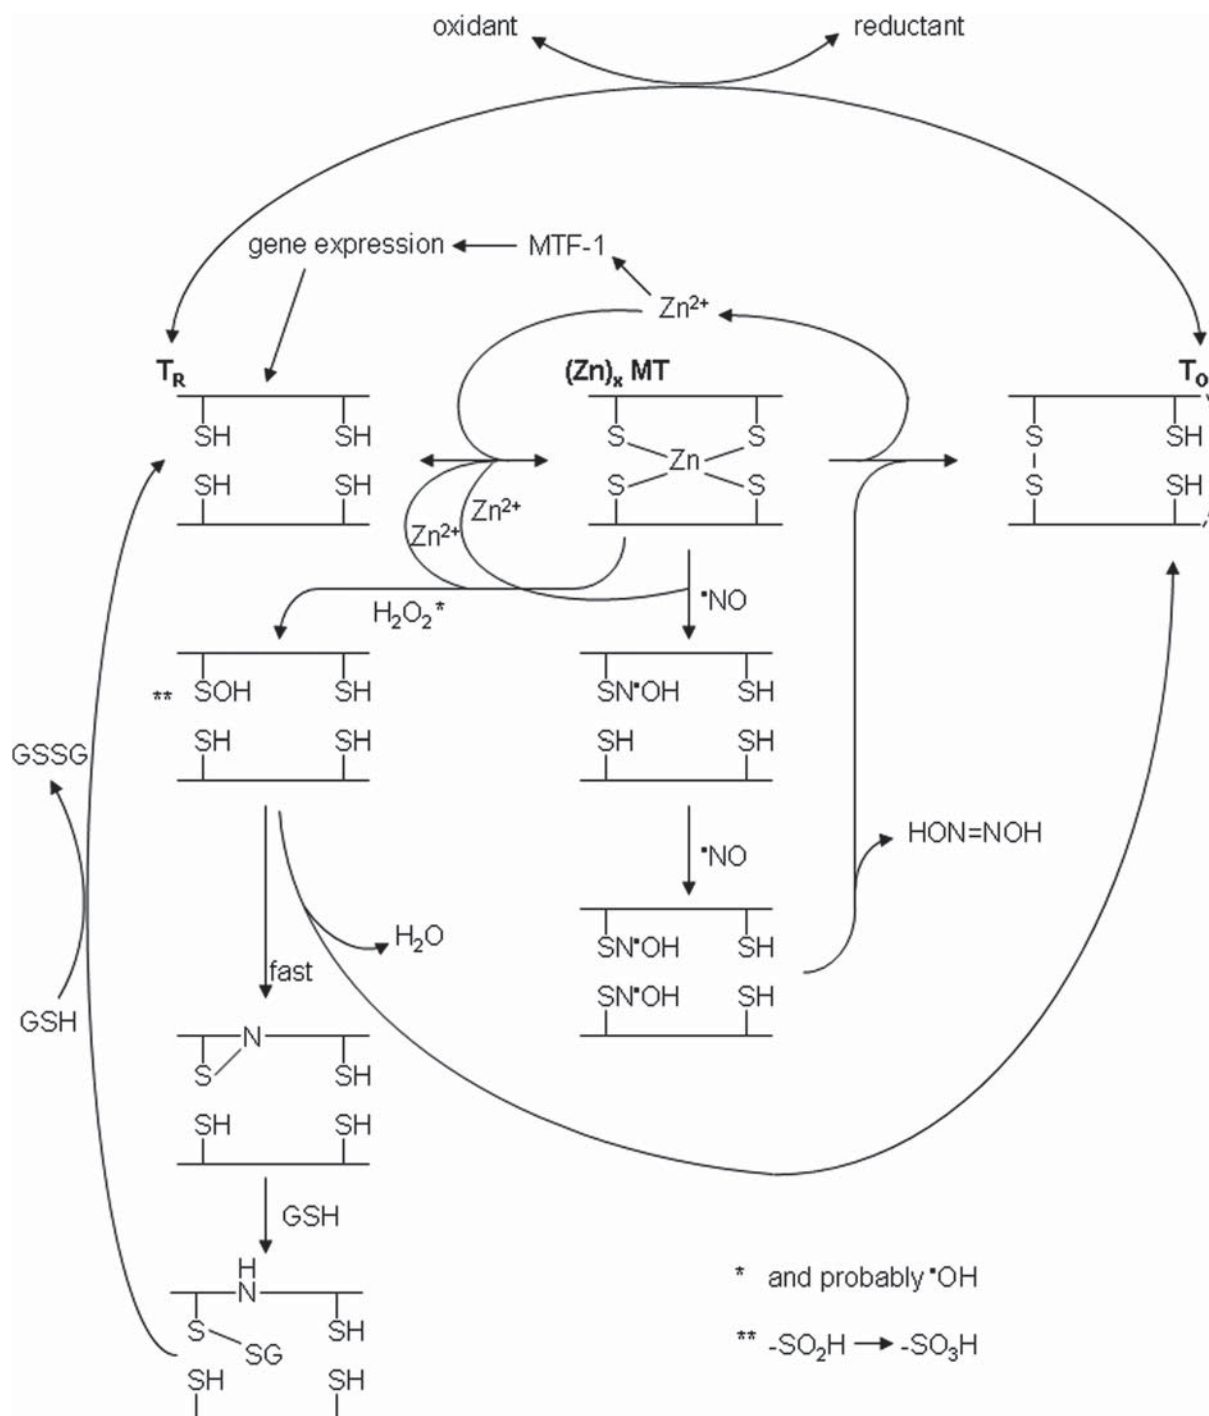 oxidant
reductant
gene expression
MTF-1
Zn²⁺
T_R
(Zn)ₓ MT
T_O
SH SH
S S
S SH
Zn
SH SH
S S
S SH
Zn²⁺
Zn²⁺
H₂O₂*
•NO
** SOH SH
SN•OH SH
SH SH
SH SH
GSSG
•NO
HON=NOH
H₂O
SN•OH SH
fast
SN•OH SH
GSH
N
S SH
SH SH
GSH
H
N
S SH
SG
SH SH
* and probably •OH
** -SO₂H → -SO₃H